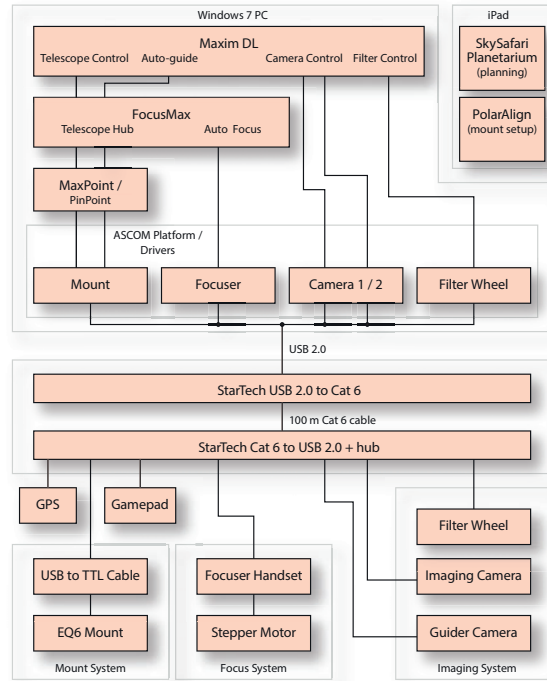 Windows 7 PC
iPad
Maxim DL
Telescope Control Auto-guide Camera Control Filter Control
SkySafari
Planetarium
(planning)
FocusMax
Telescope Hub Auto Focus
PolarAlign
(mount setup)
MaxPoint /
PinPoint
ASCOM Platform /
Drivers
Mount
Focuser
Camera 1 / 2
Filter Wheel
USB 2.0
StarTech USB 2.0 to Cat 6
100 m Cat 6 cable
StarTech Cat 6 to USB 2.0 + hub
GPS
Gamepad
Filter Wheel
USB to TTL Cable
Focuser Handset
Imaging Camera
EQ6 Mount
Stepper Motor
Guider Camera
Mount System
Focus System
Imaging System